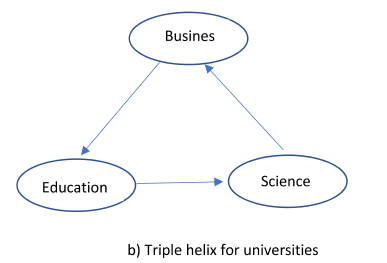 Busines
Education
Science
b) Triple helix for universities